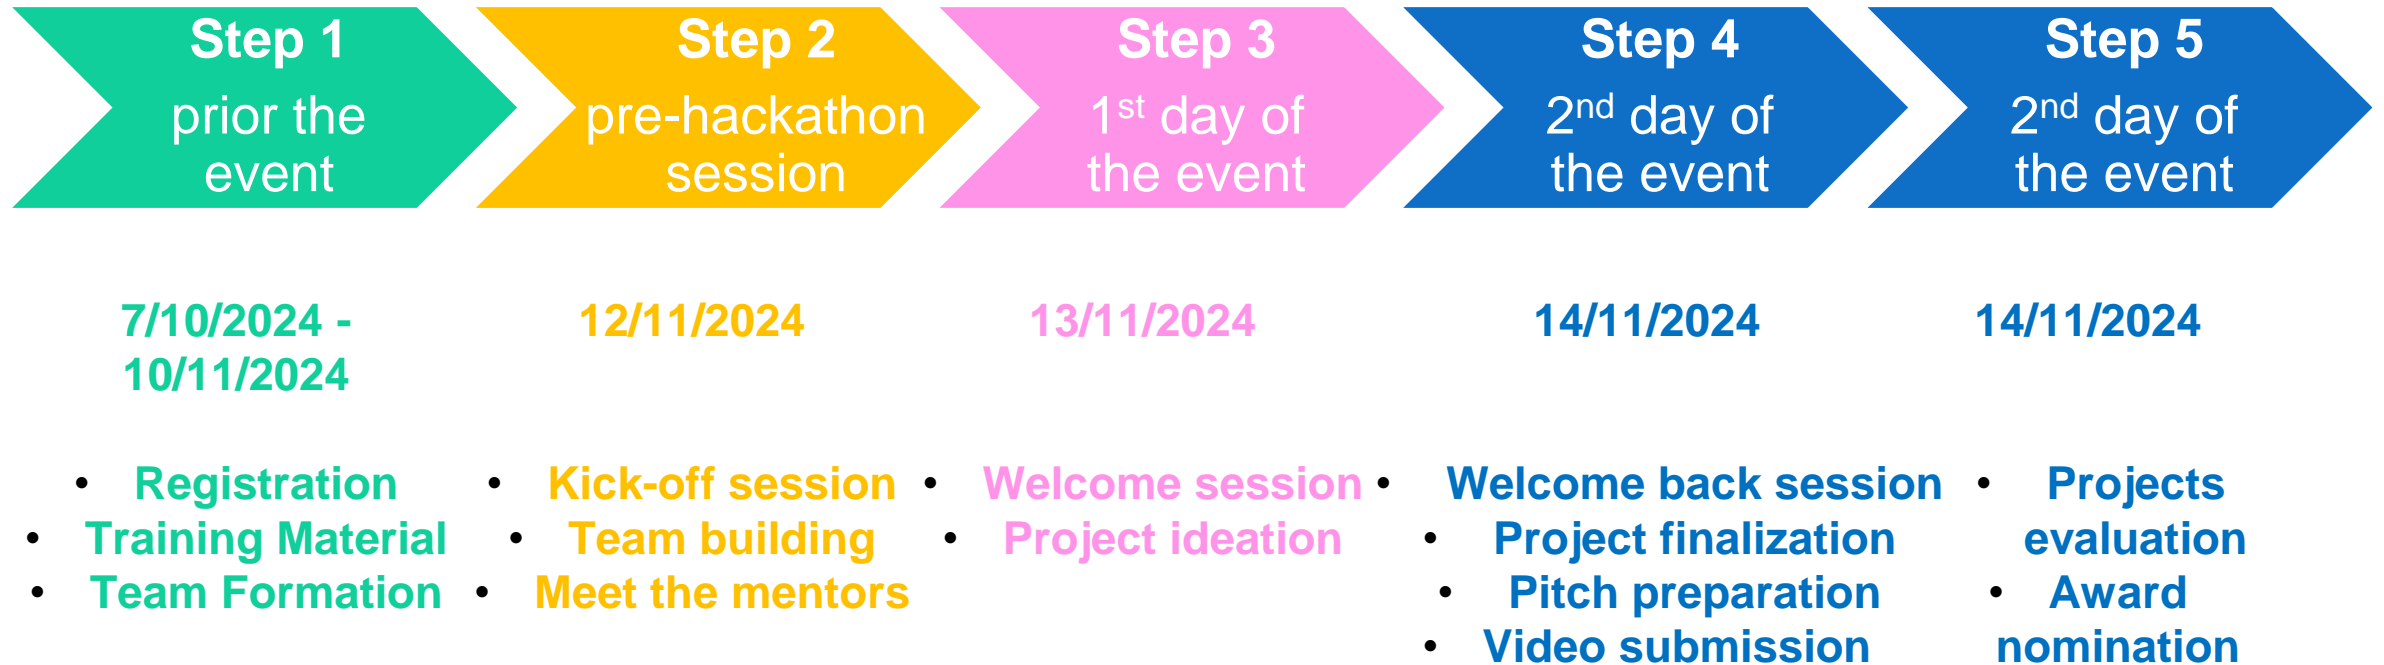 Step 1
prior the
event
Step 2
pre-hackathon
session
Step 3
1st day of
the event
Step 4
2nd day of
the event
Step 5
2nd day of
the event
7/10/2024 -
10/11/2024
12/11/2024
13/11/2024
14/11/2024
14/11/2024
• Registration
• Training Material
• Team Formation
• Kick-off session
• Team building
• Meet the mentors
• Welcome session
• Project ideation
• Welcome back session
• Project finalization
• Pitch preparation
• Video submission
• Projects
evaluation
• Award
nomination